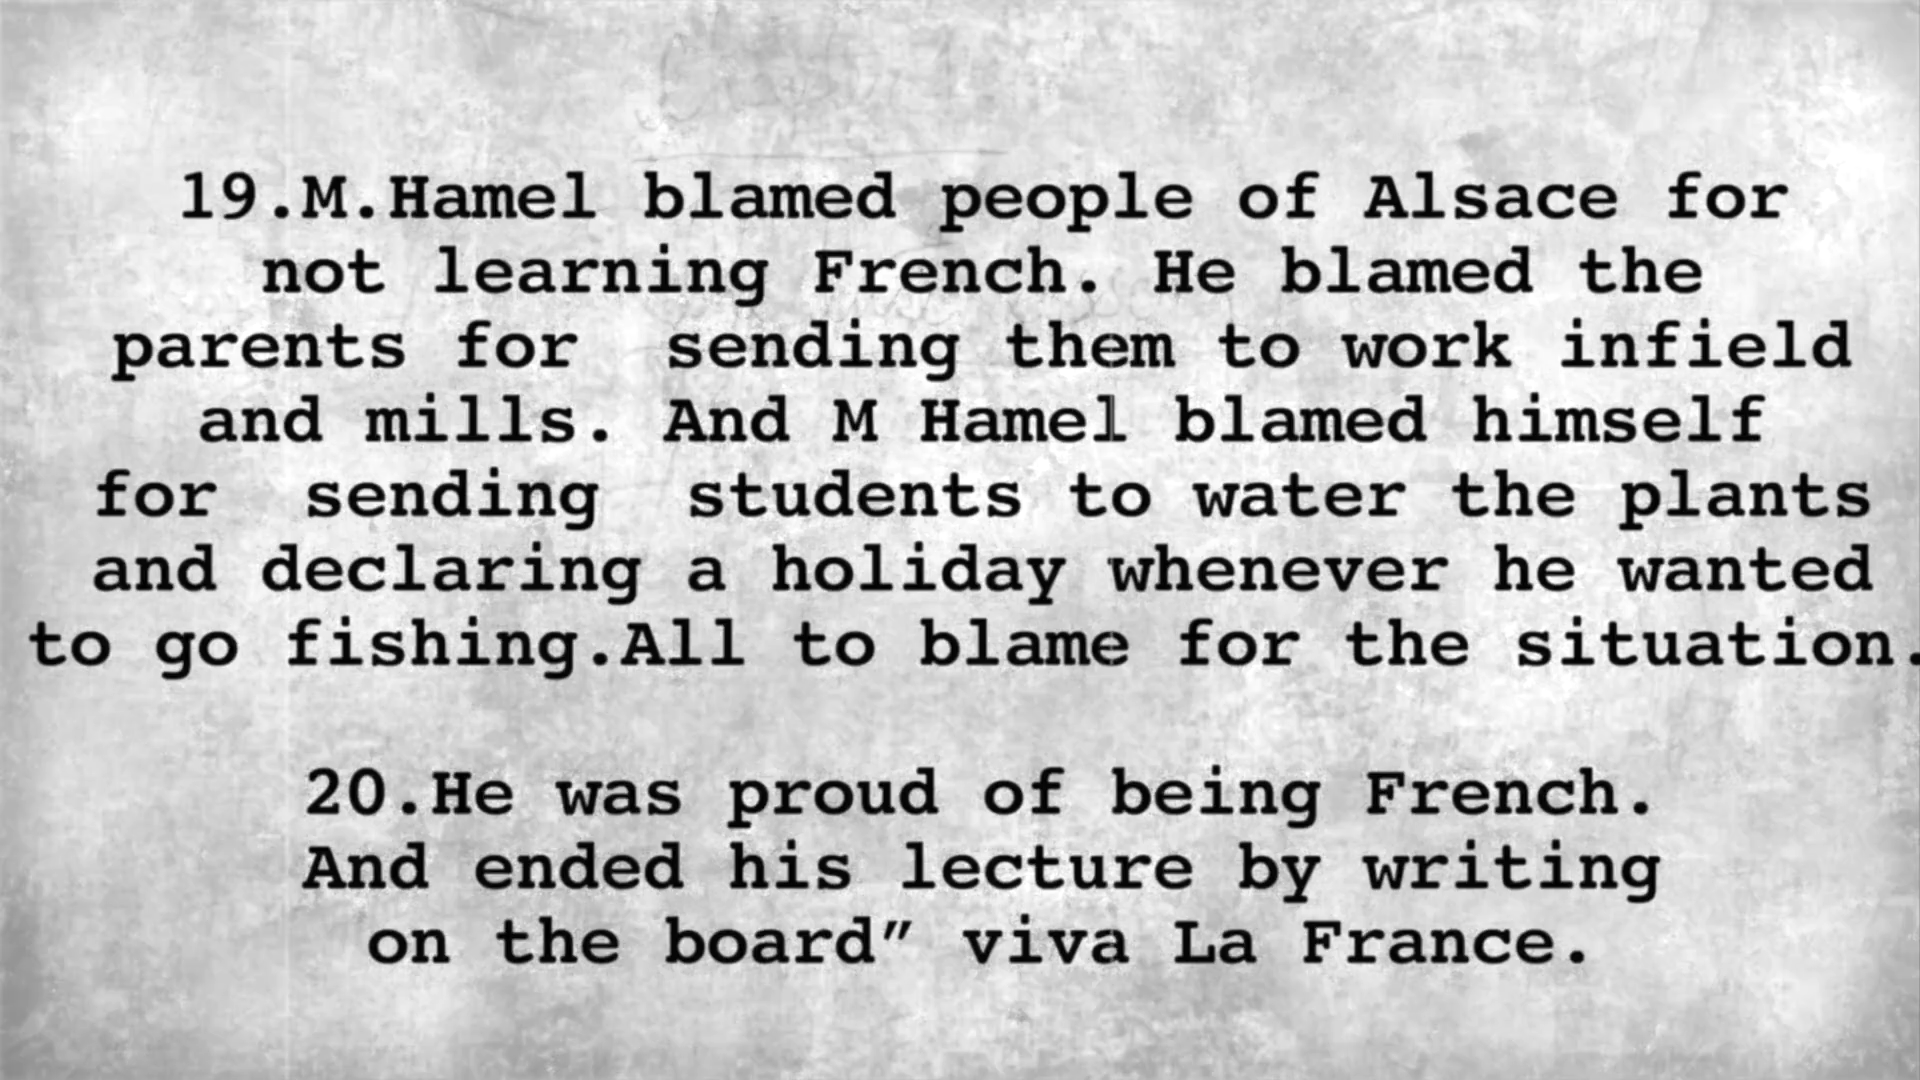 19.M.Hamel blamed people of Alsace for
not learning French. He blamed the
parents for  sending them to work infield
and mills. And M Hamel blamed himself
for  sending  students to water the plants
and declaring a holiday whenever he wanted
to go fishing.All to blame for the situation.
20.He was proud of being French.
And ended his lecture by writing
on the board” viva La France.